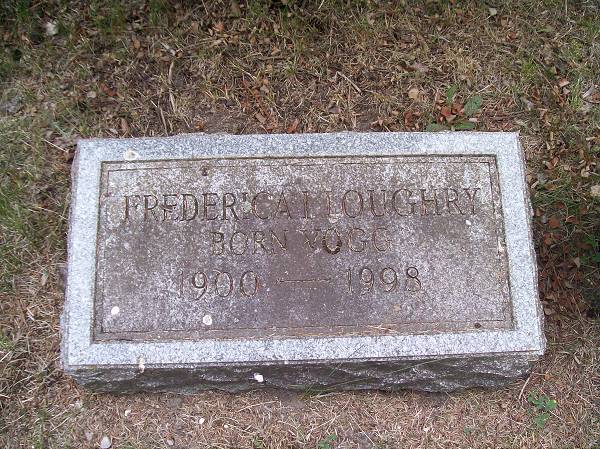 FREDERICA I LOUGHRY
BORN VOGG
1900 — 1998